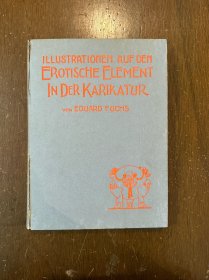 ILLUSTRATIONEN AUF DEM
EROTISCHE ELEMENT
IN DER KARIKATUR
VON EDUARD FUCHS